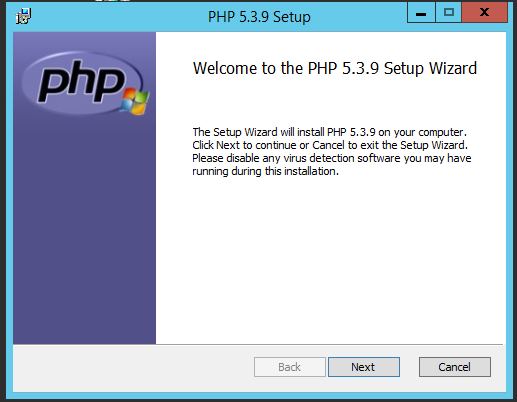 PHP 5.3.9 Setup
php
Welcome to the PHP 5.3.9 Setup Wizard
The Setup Wizard will install PHP 5.3.9 on your computer.
Click Next to continue or Cancel to exit the Setup Wizard.
Please disable any virus detection software you may have
running during this installation.
Back
Next
Cancel